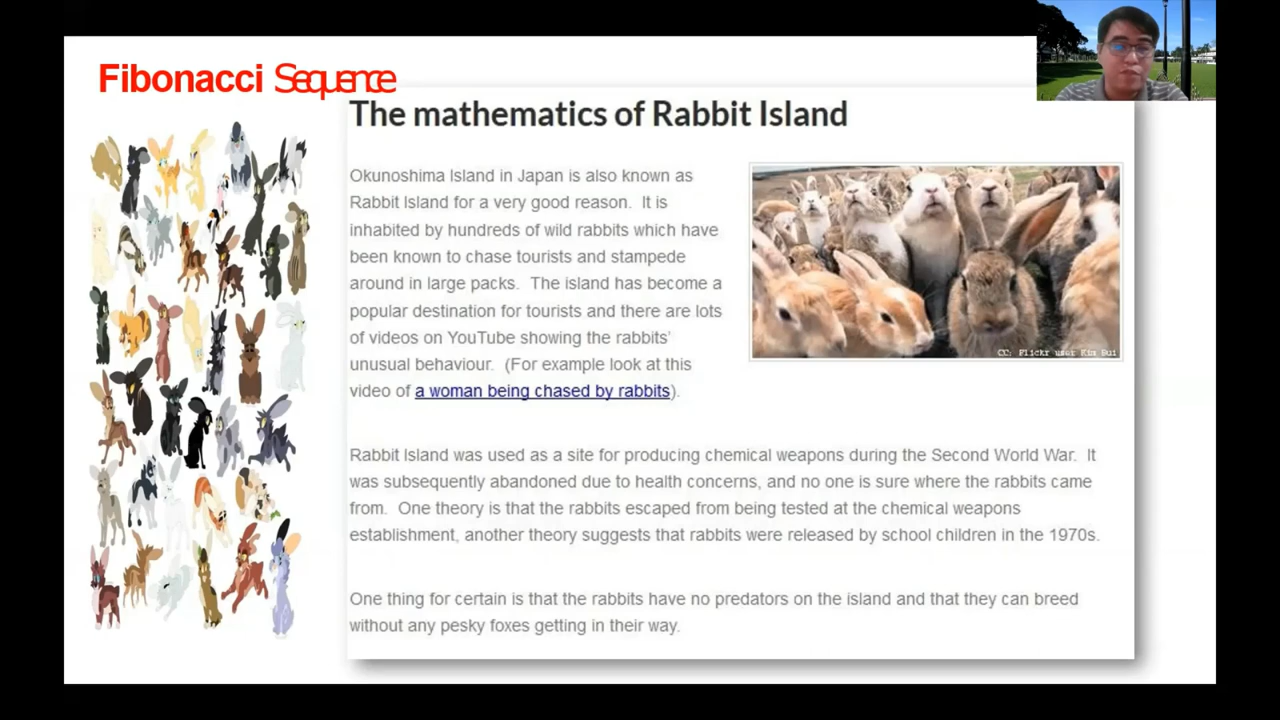 Fibonacci Sequence
The mathematics of Rabbit Island
Okunoshima Island in Japan is also known as
Rabbit Island for a very good reason. It is
inhabited by hundreds of wild rabbits which have
been known to chase tourists and stampede
around in large packs. The island has become a
popular destination for tourists and there are lots
of videos on YouTube showing the rabbits'
unusual behaviour. (For example look at this
video of a woman being chased by rabbits).
CC: Flickr user Kim Bui
Rabbit Island was used as a site for producing chemical weapons during the Second World War. It
was subsequently abandoned due to health concerns, and no one is sure where the rabbits came
from. One theory is that the rabbits escaped from being tested at the chemical weapons
establishment, another theory suggests that rabbits were released by school children in the 1970s.
One thing for certain is that the rabbits have no predators on the island and that they can breed
without any pesky foxes getting in their way.